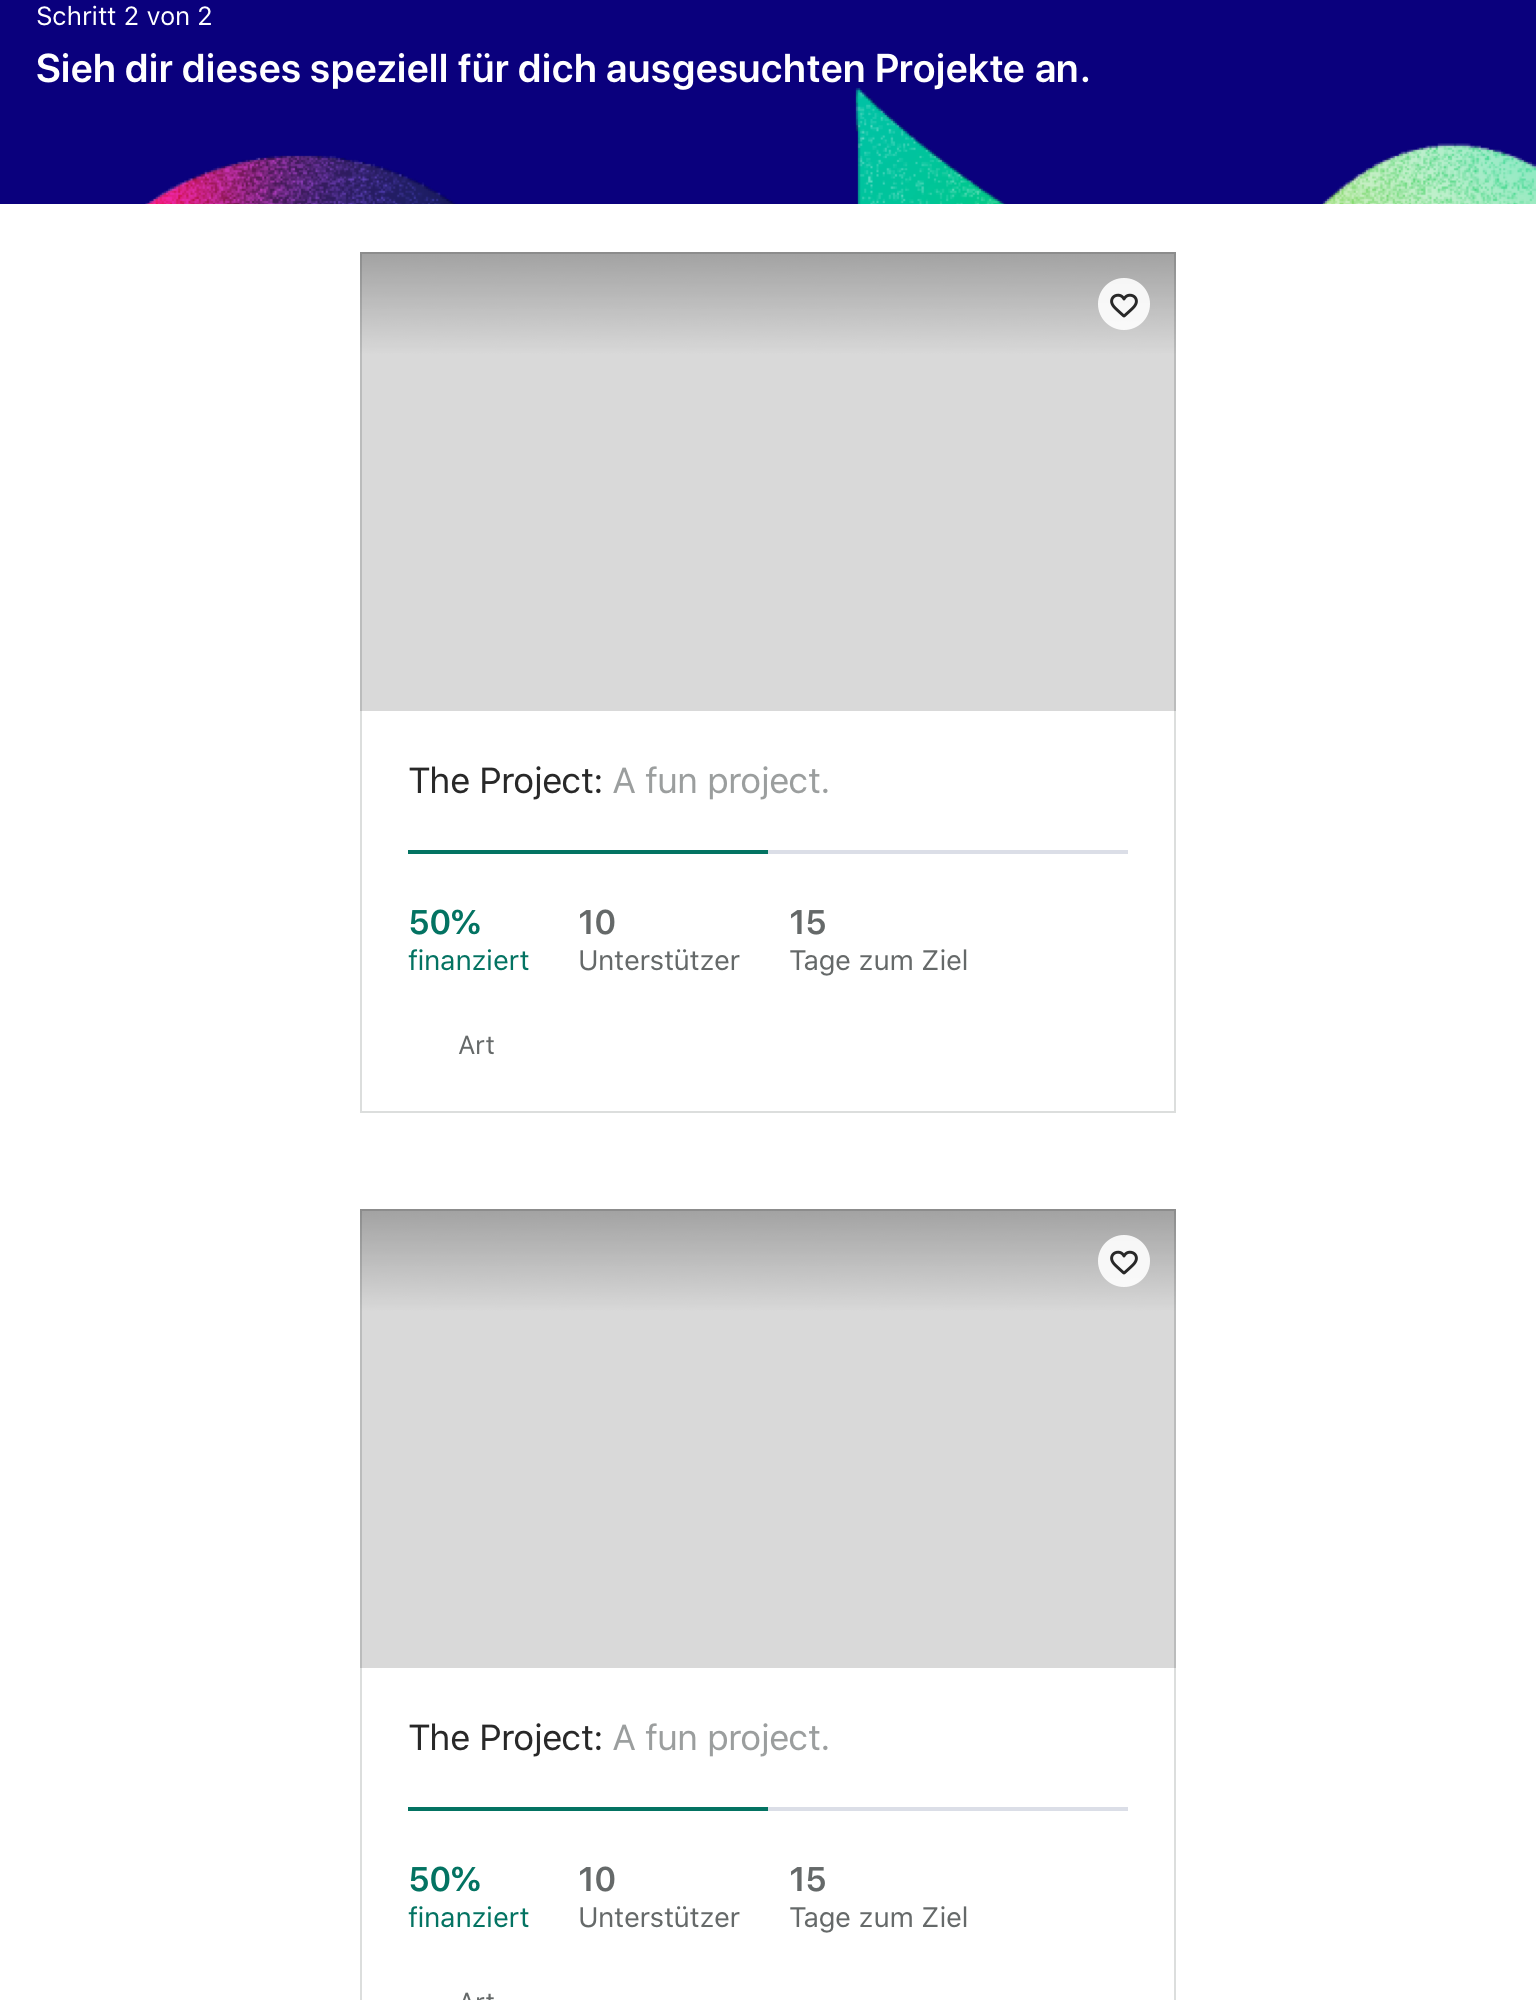 Schritt 2 von 2
Sieh dir dieses speziell für dich ausgesuchten Projekte an.
The Project: A fun project.
50% 10 15
finanziert Unterstützer Tage zum Ziel
Art
The Project: A fun project.
50% 10 15
finanziert Unterstützer Tage zum Ziel
Art